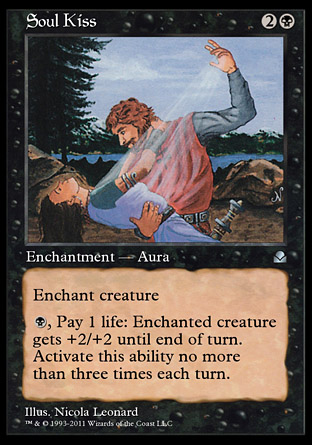 Soul Kiss 2
Enchantment — Aura
Enchant creature
, Pay 1 life: Enchanted creature
gets +2/+2 until end of turn.
Activate this ability no more
than three times each turn.
Illus. Nicola Leonard
™ & © 1993-2011 Wizards of the Coast LLC